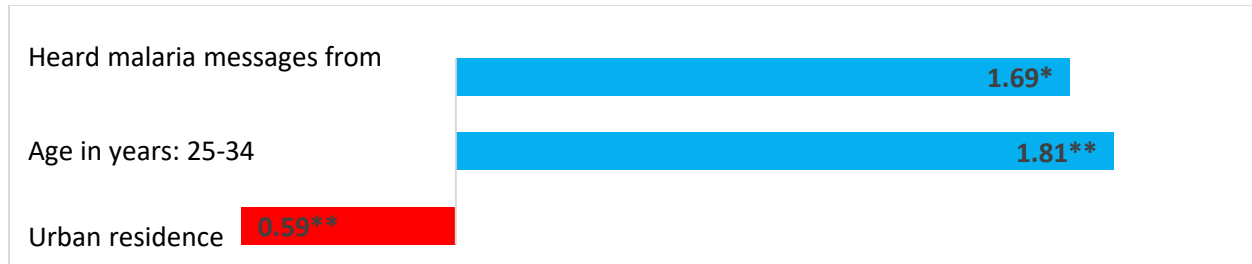 Heard malaria messages from
1.69*
Age in years: 25-34
1.81**
Urban residence
0.59**